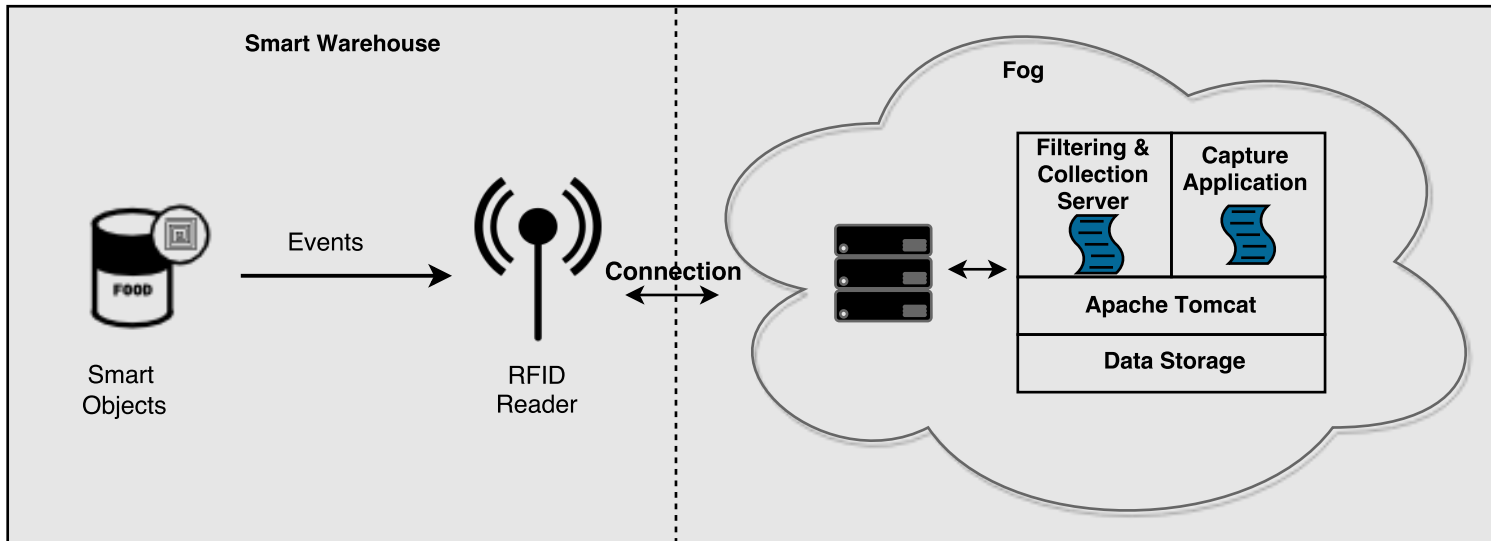 Smart Warehouse
Events
FOOD
Smart
Objects
RFID
Reader
Connection
Fog
Filtering &
Collection
Server
Capture
Application
Apache Tomcat
Data Storage